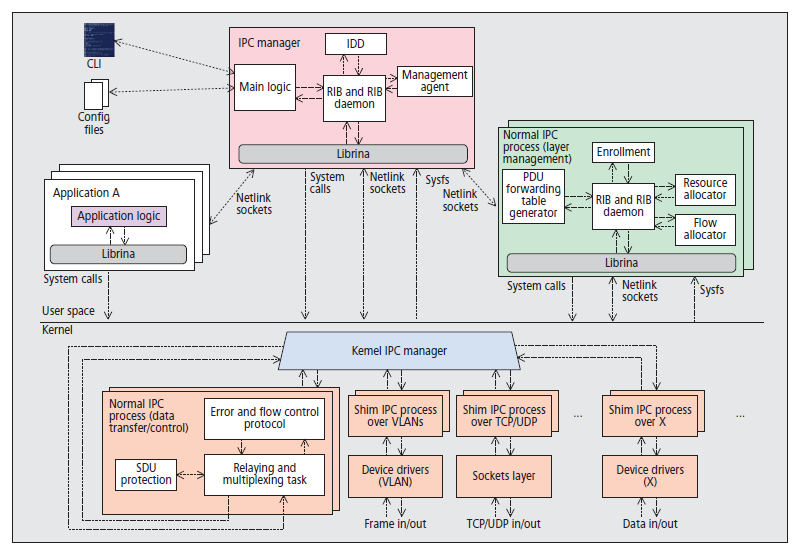 CLI
Config
files
IPC manager
IDD
Main logic
RIB and RIB
daemon
Management
agent
Librina
Netlink
sockets
System
calls
Netlink
sockets
Sysfs
Netlink
sockets
Application A
Application logic
Librina
System calls
Normal IPC
process (layer
management)
Enrollment
PDU
forwarding
table
generator
RIB and RIB
daemon
Resource
allocator
Flow
allocator
Librina
System calls
Netlink
sockets
Sysfs
User space
Kernel
Kemel IPC manager
Normal IPC
process (data
transfer/control)
Error and flow control
protocol
SDU
protection
Relaying and
multiplexing task
Shim IPC process
over VLANs
Device drivers
(VLAN)
Frame in/out
Shim IPC process
over TCP/UDP
Sockets layer
TCP/UDP in/out
...
Shim IPC process
over X
Device drivers
(X)
Data in/out
...